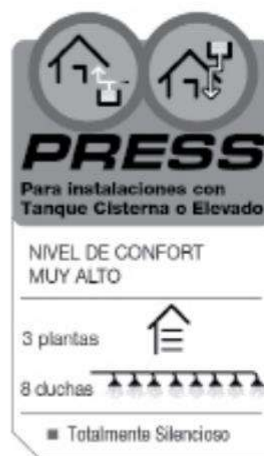 PRESS
Para instalaciones con
Tanque Cisterna o Elevado
NIVEL DE CONFORT
MUY ALTO
3 plantas
8 duchas
■ Totalmente Silencioso